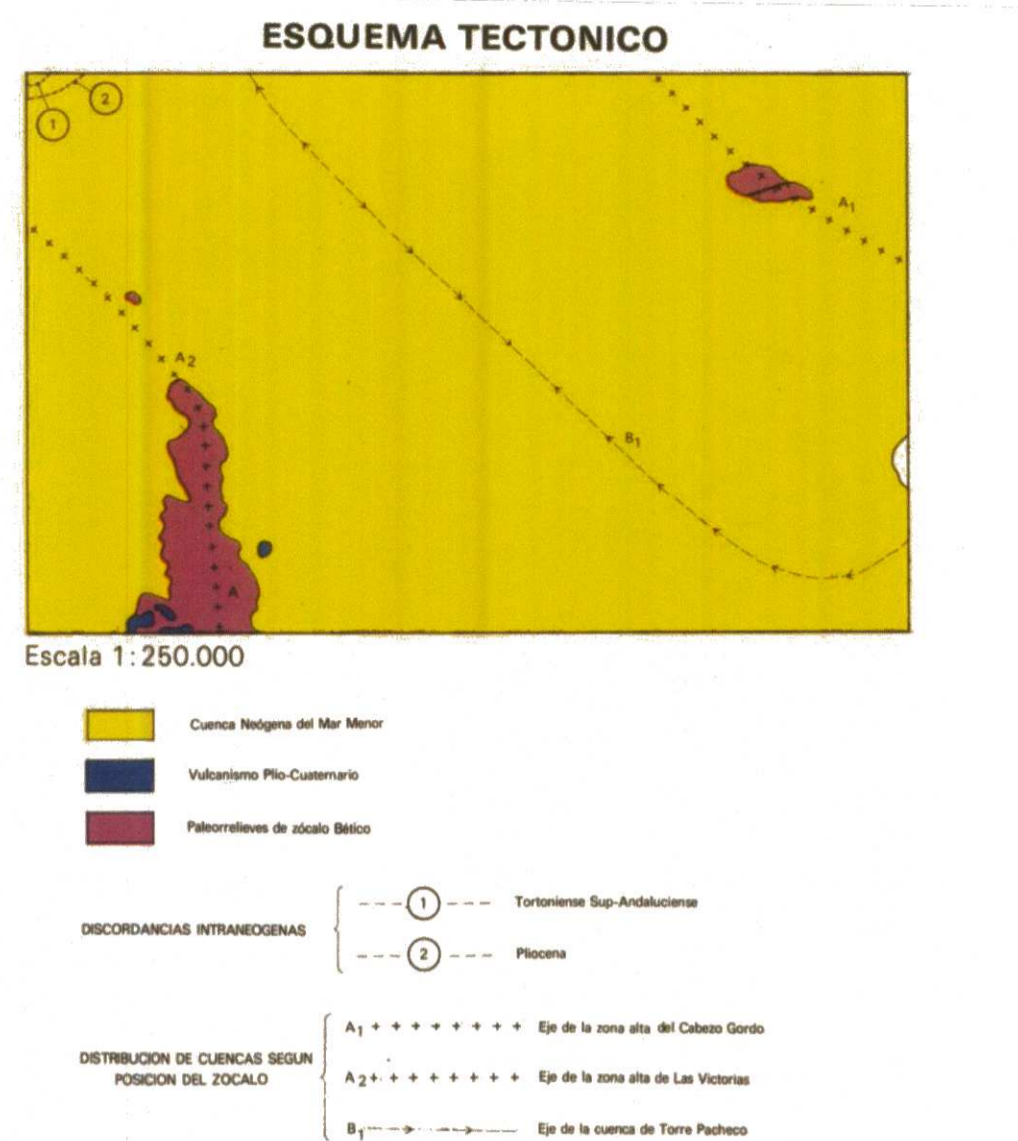 ESQUEMA TECTONICO
1
2
A1
A2
B1
A
Escala 1:250.000
Cuenca Neógena del Mar Menor
Vulcanismo Plio-Cuaternario
Paleorrelieves de zócalo Bético
DISCORDANCIAS INTRANEOGENAS
1 Tortoniense Sup-Andaluciense
2 Pliocena
DISTRIBUCION DE CUENCAS SEGUN
POSICION DEL ZOCALO
A1 Eje de la zona alta del Cabezo Gordo
A2 Eje de la zona alta de Las Victorias
B1 Eje de la cuenca de Torre Pacheco